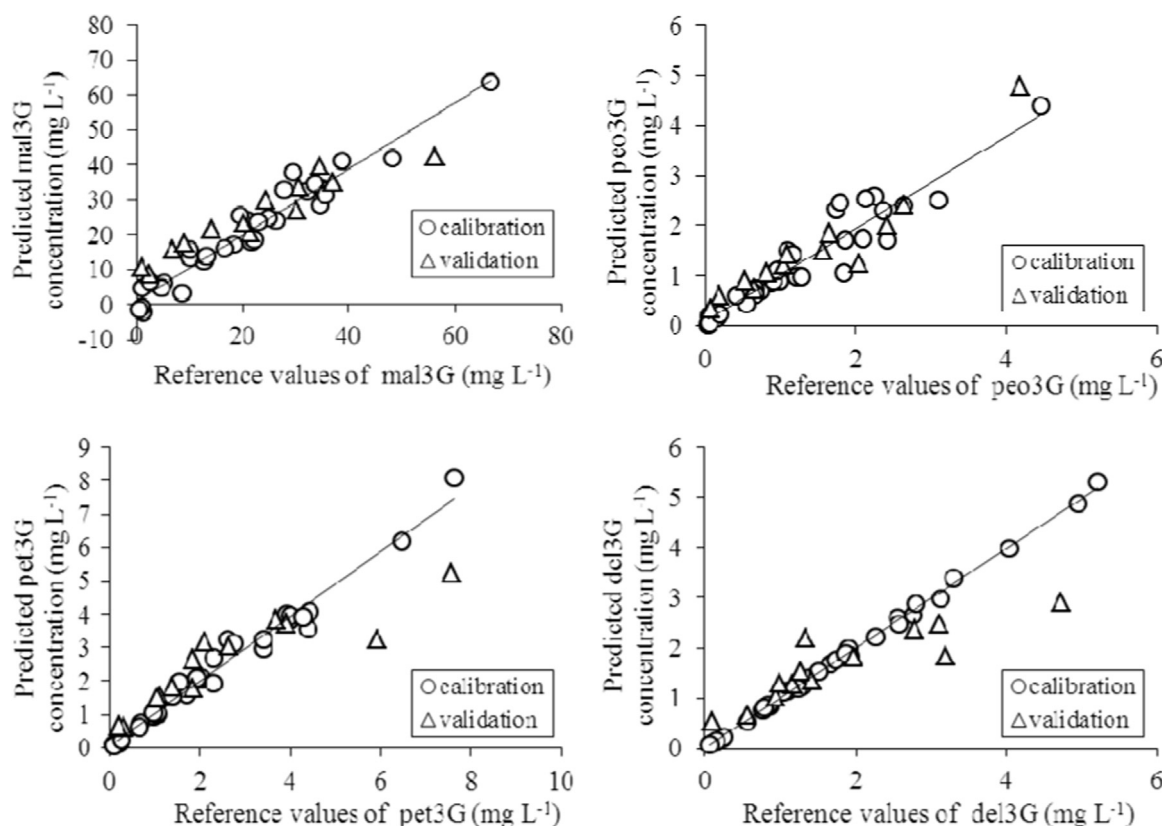 Predicted mal3G
concentration (mg L-1)
80
70
60
50
40
30
20
10
0
-10
0 20 40 60 80
calibration
validation
Reference values of mal3G (mg L-1)
Predicted peo3G
concentration (mg L-1)
6
5
4
3
2
1
0
0 2 4 6
calibration
validation
Reference values of peo3G (mg L-1)
Predicted pet3G
concentration (mg L-1)
9
8
7
6
5
4
3
2
1
0
0 2 4 6 8 10
calibration
validation
Reference values of pet3G (mg L-1)
Predicted del3G
concentration (mg L-1)
6
5
4
3
2
1
0
0 2 4 6
calibration
validation
Reference values of del3G (mg L-1)